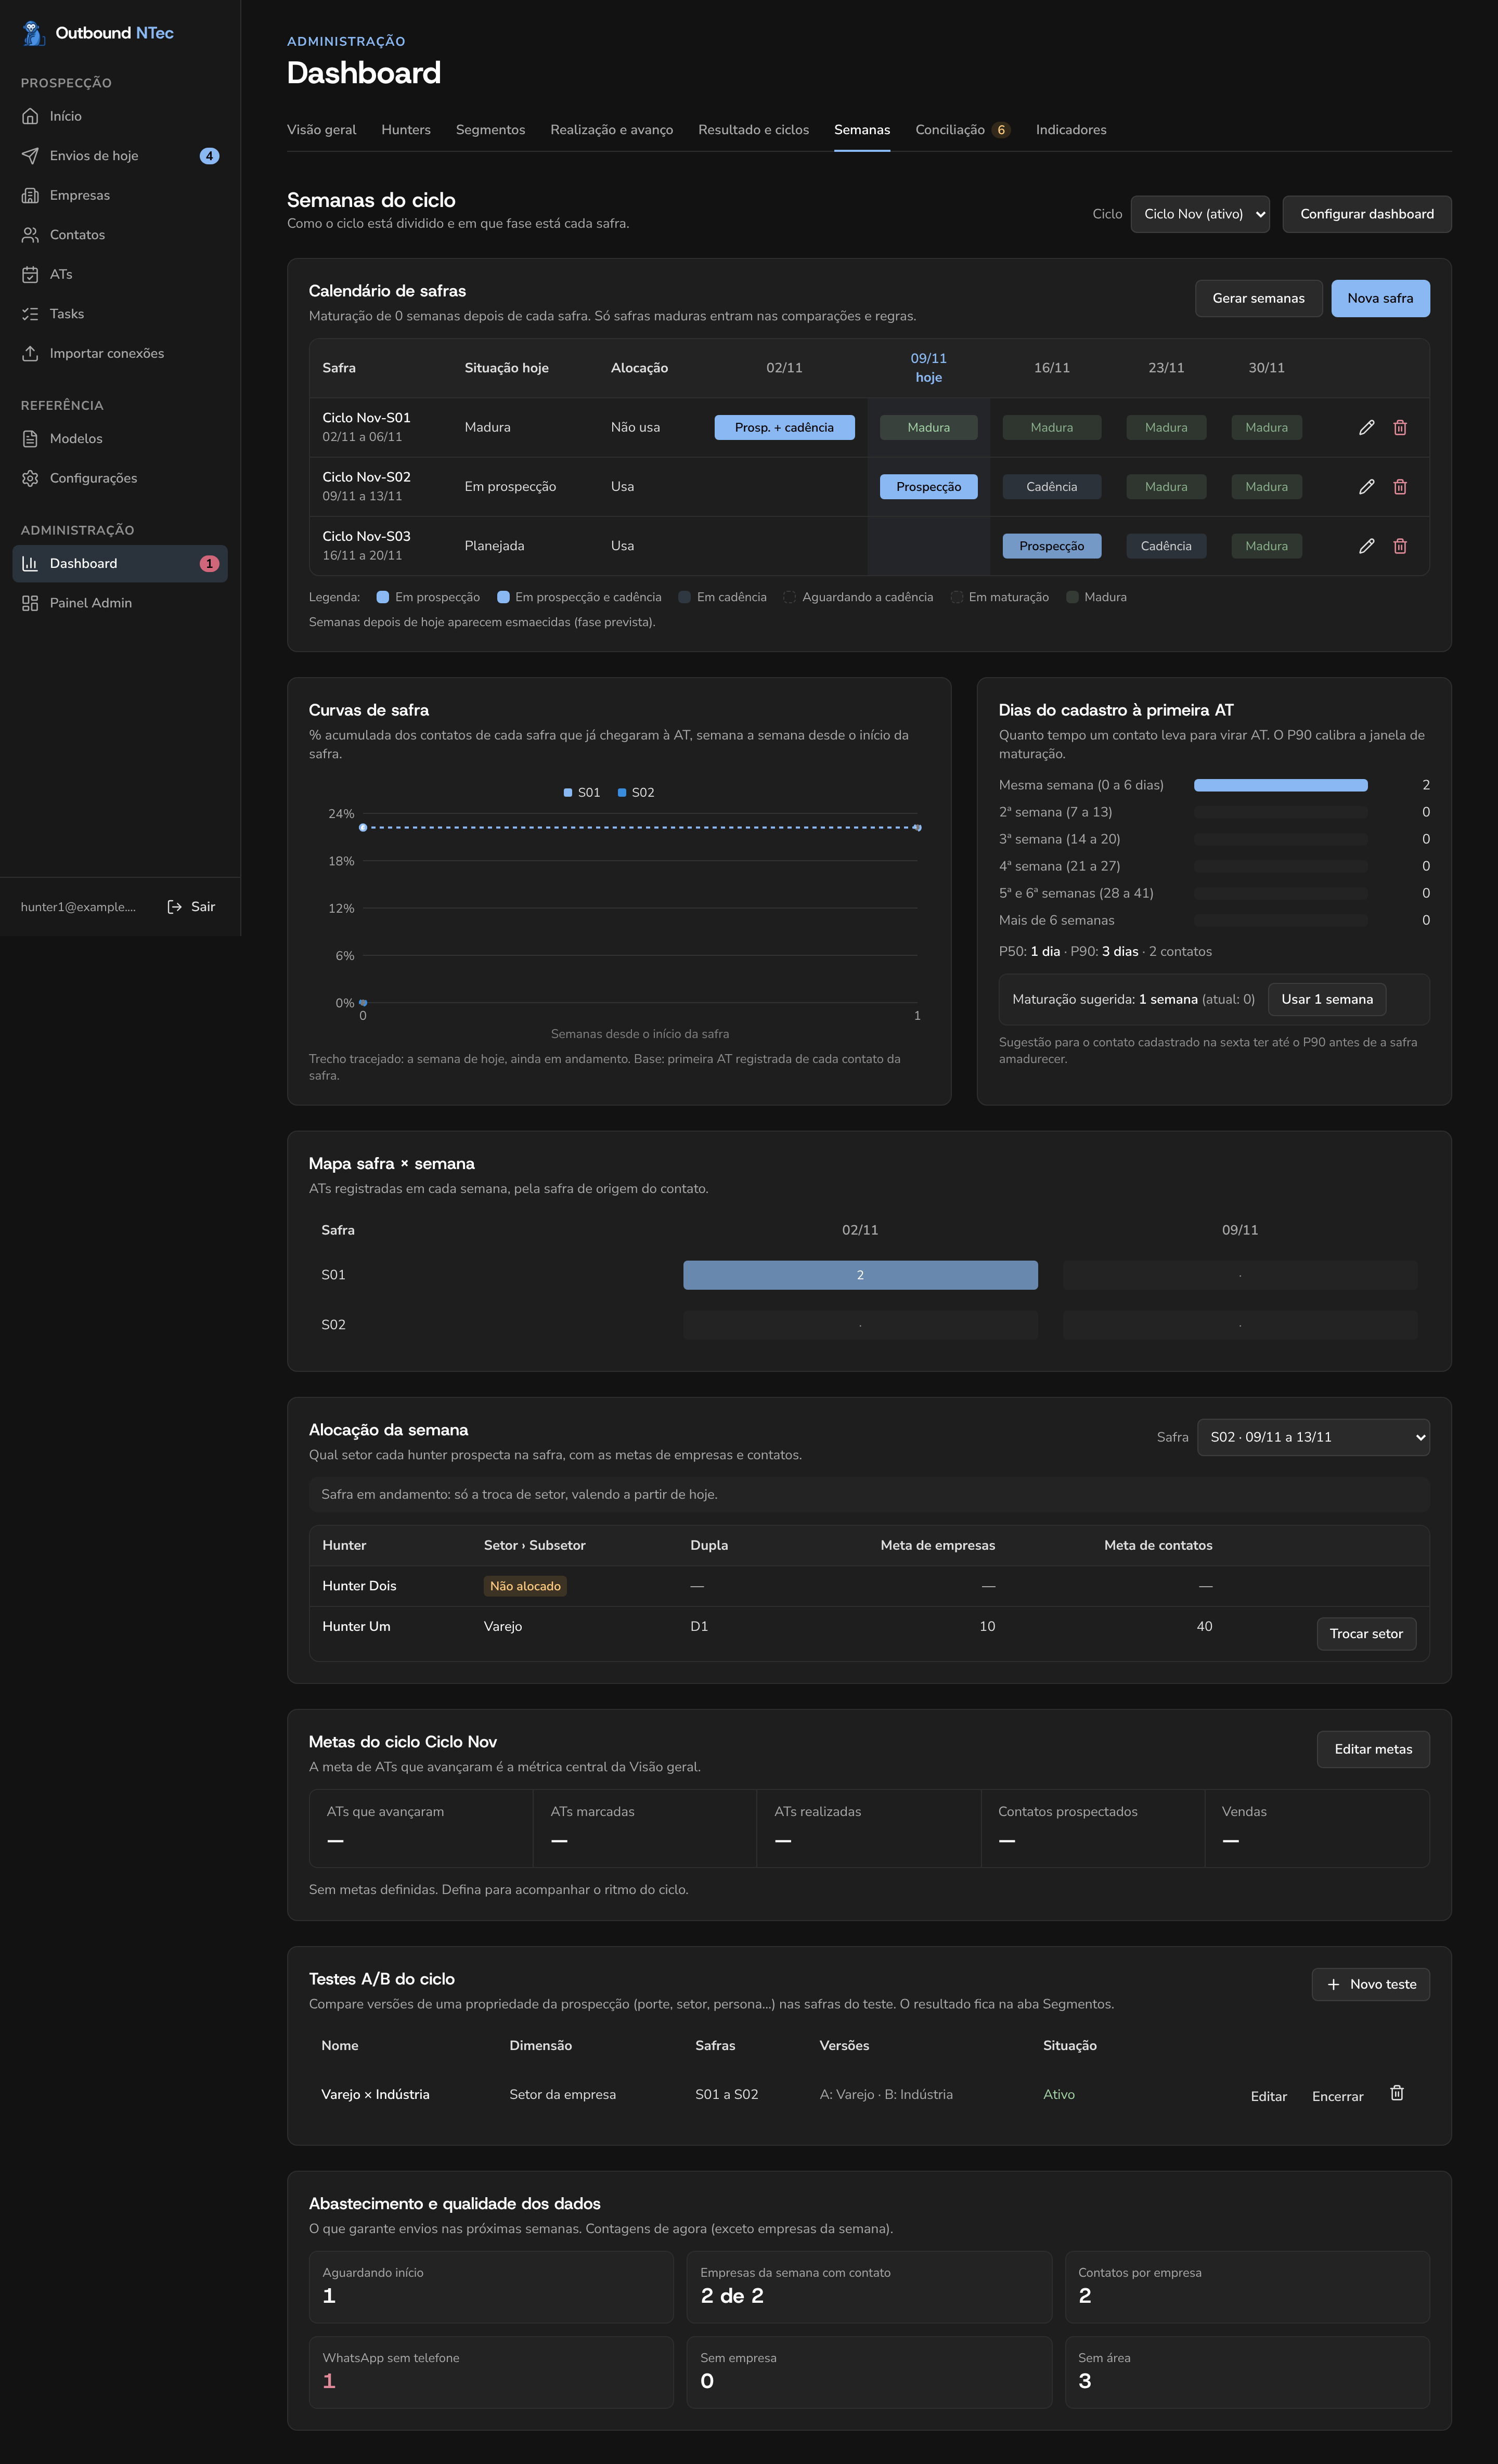 Outbound NTec
PROSPECÇÃO
Início
Envios de hoje 4
Empresas
Contatos
ATs
Tasks
Importar conexões
REFERÊNCIA
Modelos
Configurações
ADMINISTRAÇÃO
Dashboard 1
Painel Admin
hunter1@example.... Sair
ADMINISTRAÇÃO
Dashboard
Visão geral Hunters Segmentos Realização e avanço Resultado e ciclos Semanas Conciliação 6 Indicadores
Semanas do ciclo
Como o ciclo está dividido e em que fase está cada safra.
Ciclo Ciclo Nov (ativo) Configurar dashboard
Calendário de safras
Maturação de 0 semanas depois de cada safra. Só safras maduras entram nas comparações e regras.
Gerar semanas Nova safra
Safra Situação hoje Alocação 02/11 09/11 hoje 16/11 23/11 30/11
Ciclo Nov-S01 Madura Não usa Prosp. + cadência Madura Madura Madura Madura
02/11 a 06/11
Ciclo Nov-S02 Em prospecção Usa Prospecção Cadência Madura Madura
09/11 a 13/11
Ciclo Nov-S03 Planejada Usa Prospecção Cadência Madura
16/11 a 20/11
Legenda: Em prospecção Em prospecção e cadência Em cadência Aguardando a cadência Em maturação Madura
Semanas depois de hoje aparecem esmaecidas (fase prevista).
Curvas de safra
% acumulada dos contatos de cada safra que já chegaram à AT, semana a semana desde o início da
safra.
S01 S02
24%
18%
12%
6%
0%
0 1
Semanas desde o início da safra
Trecho tracejado: a semana de hoje, ainda em andamento. Base: primeira AT registrada de cada contato da
safra.
Dias do cadastro à primeira AT
Quanto tempo um contato leva para virar AT. O P90 calibra a janela de
maturação.
Mesma semana (0 a 6 dias) 2
2ª semana (7 a 13) 0
3ª semana (14 a 20) 0
4ª semana (21 a 27) 0
5ª e 6ª semanas (28 a 41) 0
Mais de 6 semanas 0
P50: 1 dia · P90: 3 dias · 2 contatos
Maturação sugerida: 1 semana (atual: 0) Usar 1 semana
Sugestão para o contato cadastrado na sexta ter até o P90 antes de a safra
amadurecer.
Mapa safra × semana
ATs registradas em cada semana, pela safra de origem do contato.
Safra 02/11 09/11
S01 2 ·
S02 · ·
Alocação da semana
Qual setor cada hunter prospecta na safra, com as metas de empresas e contatos.
Safra S02 · 09/11 a 13/11
Safra em andamento: só a troca de setor, valendo a partir de hoje.
Hunter Setor › Subsetor Dupla Meta de empresas Meta de contatos
Hunter Dois Não alocado — — —
Hunter Um Varejo D1 10 40 Trocar setor
Metas do ciclo Ciclo Nov
A meta de ATs que avançaram é a métrica central da Visão geral.
Editar metas
ATs que avançaram ATs marcadas ATs realizadas Contatos prospectados Vendas
— — — — —
Sem metas definidas. Defina para acompanhar o ritmo do ciclo.
Testes A/B do ciclo
Compare versões de uma propriedade da prospecção (porte, setor, persona...) nas safras do teste. O resultado fica na aba Segmentos.
+ Novo teste
Nome Dimensão Safras Versões Situação
Varejo × Indústria Setor da empresa S01 a S02 A: Varejo · B: Indústria Ativo Editar Encerrar
Abastecimento e qualidade dos dados
O que garante envios nas próximas semanas. Contagens de agora (exceto empresas da semana).
Aguardando início Empresas da semana com contato Contatos por empresa
1 2 de 2 2
WhatsApp sem telefone Sem empresa Sem área
1 0 3